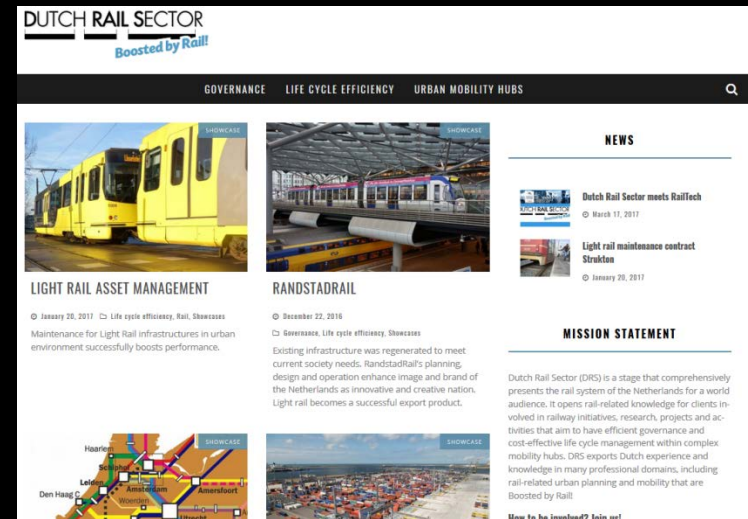 DUTCH RAIL SECTOR
Boosted by Rail!
GOVERNANCE LIFE CYCLE EFFICIENCY URBAN MOBILITY HUBS
SHOWCASE
LIGHT RAIL ASSET MANAGEMENT
January 20, 2017 Life cycle efficiency, Rail, Showcases
Maintenance for Light Rail infrastructures in urban
environment successfully boosts performance.
SHOWCASE
RANDSTADRAIL
December 22, 2016
Governance, Life cycle efficiency, Showcases
Existing infrastructure was regenerated to meet
current society needs. RandstadRail's planning,
design and operation enhance image and brand of
the Netherlands as innovative and creative nation.
Light rail becomes a successful export product.
SHOWCASE
Haarlem
Schiphol
Leiden
Amsterdam
Amersfoort
Den Haag C
Woerden
Utrecht
SHOWCASE
NEWS
Dutch Rail Sector meets RailTech
March 17, 2017
Light rail maintenance contract
Strukton
January 20, 2017
MISSION STATEMENT
Dutch Rail Sector (DRS) is a stage that comprehensively
presents the rail system of the Netherlands for a world
audience. It opens rail-related knowledge for clients in-
volved in railway initiatives, research, projects and ac-
tivities that aim to have efficient governance and
cost-effective life cycle management within complex
mobility hubs. DRS exports Dutch experience and
knowledge in many professional domains, including
rail-related urban planning and mobility that are
Boosted by Rail!
How to be involved? Join us!